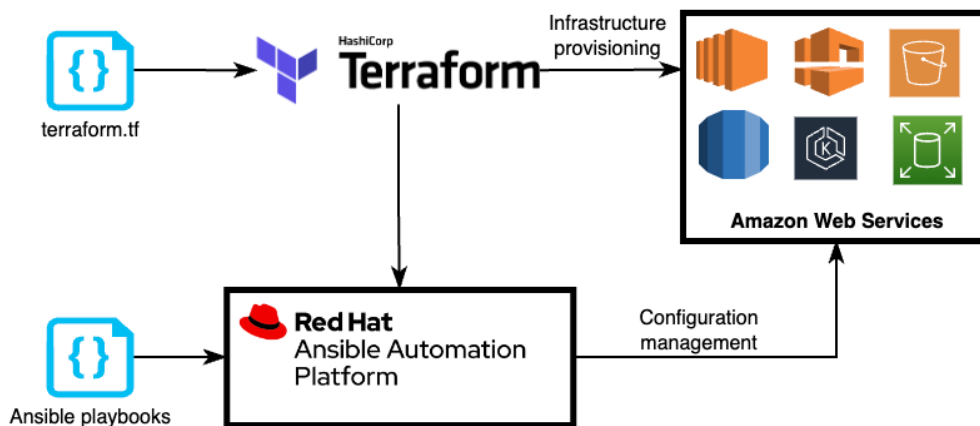 Infrastructure
provisioning
HashiCorp
Terraform
{}
terraform.tf
K
Amazon Web Services
Red Hat
Ansible Automation
Platform
Configuration
management
{}
Ansible playbooks